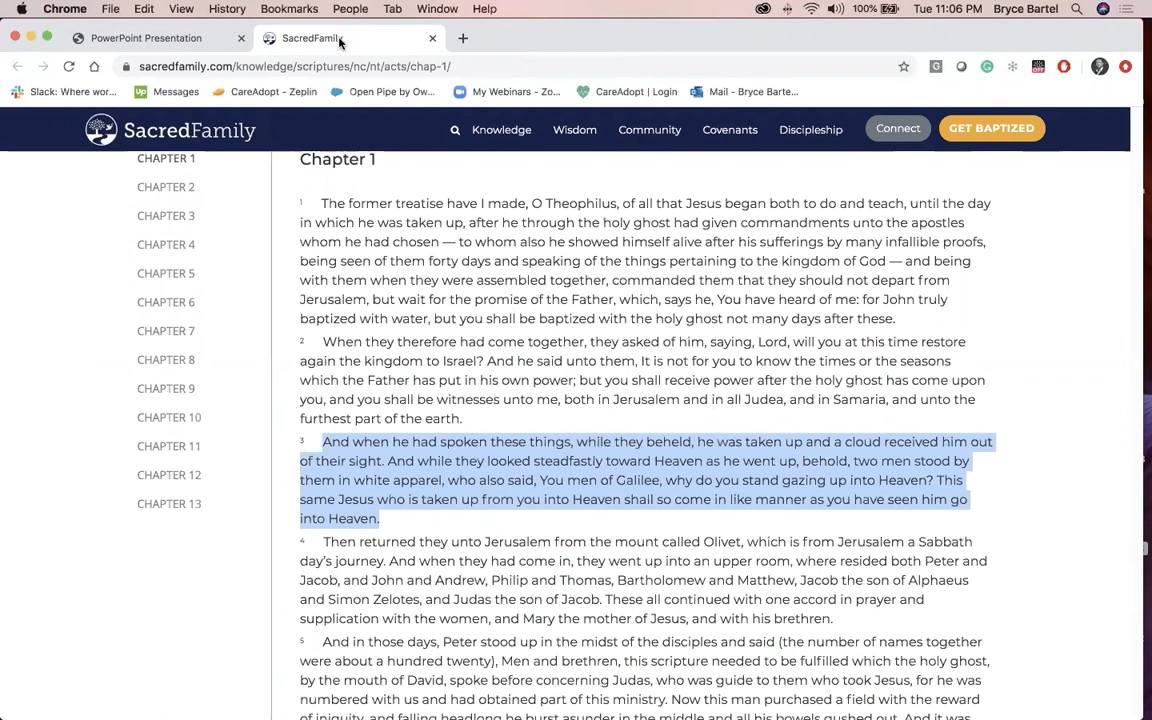 Chrome File Edit View History Bookmarks People Tab Window Help 100% Tue 11:06 PM Bryce Bartel
PowerPoint Presentation SacredFamily
sacredfamily.com/knowledge/scriptures/nc/nt/acts/chap-1/
Slack: Where wor... Up Messages CareAdopt - Zeplin Open Pipe by Ow... My Webinars - Zo... CareAdopt | Login Mail - Bryce Barte...
SacredFamily Knowledge Wisdom Community Covenants Discipleship Connect GET BAPTIZED
CHAPTER 1
CHAPTER 2
CHAPTER 3
CHAPTER 4
CHAPTER 5
CHAPTER 6
CHAPTER 7
CHAPTER 8
CHAPTER 9
CHAPTER 10
CHAPTER 11
CHAPTER 12
CHAPTER 13
Chapter 1
1 The former treatise have I made, O Theophilus, of all that Jesus began both to do and teach, until the day
in which he was taken up, after he through the holy ghost had given commandments unto the apostles
whom he had chosen — to whom also he showed himself alive after his sufferings by many infallible proofs,
being seen of them forty days and speaking of the things pertaining to the kingdom of God — and being
with them when they were assembled together, commanded them that they should not depart from
Jerusalem, but wait for the promise of the Father, which, says he, You have heard of me: for John truly
baptized with water, but you shall be baptized with the holy ghost not many days after these.
2 When they therefore had come together, they asked of him, saying, Lord, will you at this time restore
again the kingdom to Israel? And he said unto them, It is not for you to know the times or the seasons
which the Father has put in his own power; but you shall receive power after the holy ghost has come upon
you, and you shall be witnesses unto me, both in Jerusalem and in all Judea, and in Samaria, and unto the
furthest part of the earth.
3 And when he had spoken these things, while they beheld, he was taken up and a cloud received him out
of their sight. And while they looked steadfastly toward Heaven as he went up, behold, two men stood by
them in white apparel, who also said, You men of Galilee, why do you stand gazing up into Heaven? This
same Jesus who is taken up from you into Heaven shall so come in like manner as you have seen him go
into Heaven.
4 Then returned they unto Jerusalem from the mount called Olivet, which is from Jerusalem a Sabbath
day's journey. And when they had come in, they went up into an upper room, where resided both Peter and
Jacob, and John and Andrew, Philip and Thomas, Bartholomew and Matthew, Jacob the son of Alphaeus
and Simon Zelotes, and Judas the son of Jacob. These all continued with one accord in prayer and
supplication with the women, and Mary the mother of Jesus, and with his brethren.
5 And in those days, Peter stood up in the midst of the disciples and said (the number of names together
were about a hundred twenty), Men and brethren, this scripture needed to be fulfilled which the holy ghost,
by the mouth of David, spoke before concerning Judas, who was guide to them who took Jesus, for he was
numbered with us and had obtained part of this ministry. Now this man purchased a field with the reward
of iniquity, and falling headlong he burst asunder in the middle and all his bowels gushed out. And it was